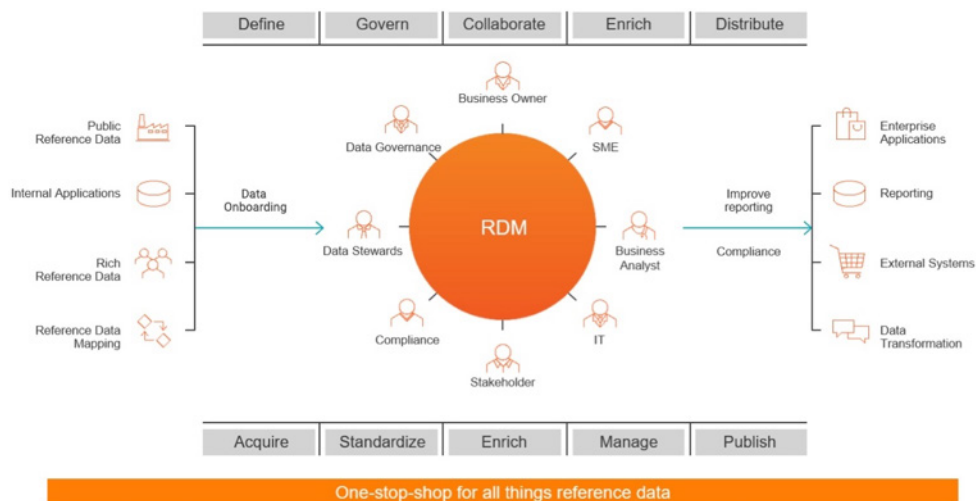 Define
Govern
Collaborate
Enrich
Distribute
Business Owner
Data Governance
SME
Public
Reference Data
Internal Applications
Rich
Reference Data
Reference Data
Mapping
Data
Onboarding
Data Stewards
RDM
Business
Analyst
Compliance
IT
Stakeholder
Improve
reporting
Compliance
Enterprise
Applications
Reporting
External Systems
Data
Transformation
Acquire
Standardize
Enrich
Manage
Publish
One-stop-shop for all things reference data